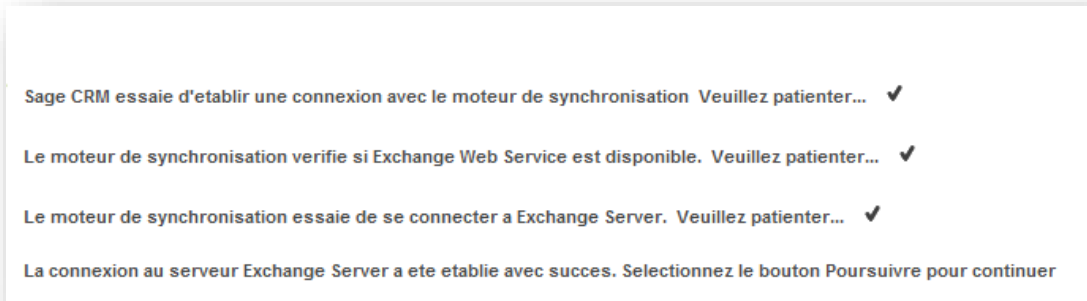 Sage CRM essaie d'etablir une connexion avec le moteur de synchronisation Veuillez patienter... ✔
Le moteur de synchronisation verifie si Exchange Web Service est disponible. Veuillez patienter... ✔
Le moteur de synchronisation essaie de se connecter a Exchange Server. Veuillez patienter... ✔
La connexion au serveur Exchange Server a ete etablie avec succes. Selectionnez le bouton Poursuivre pour continuer